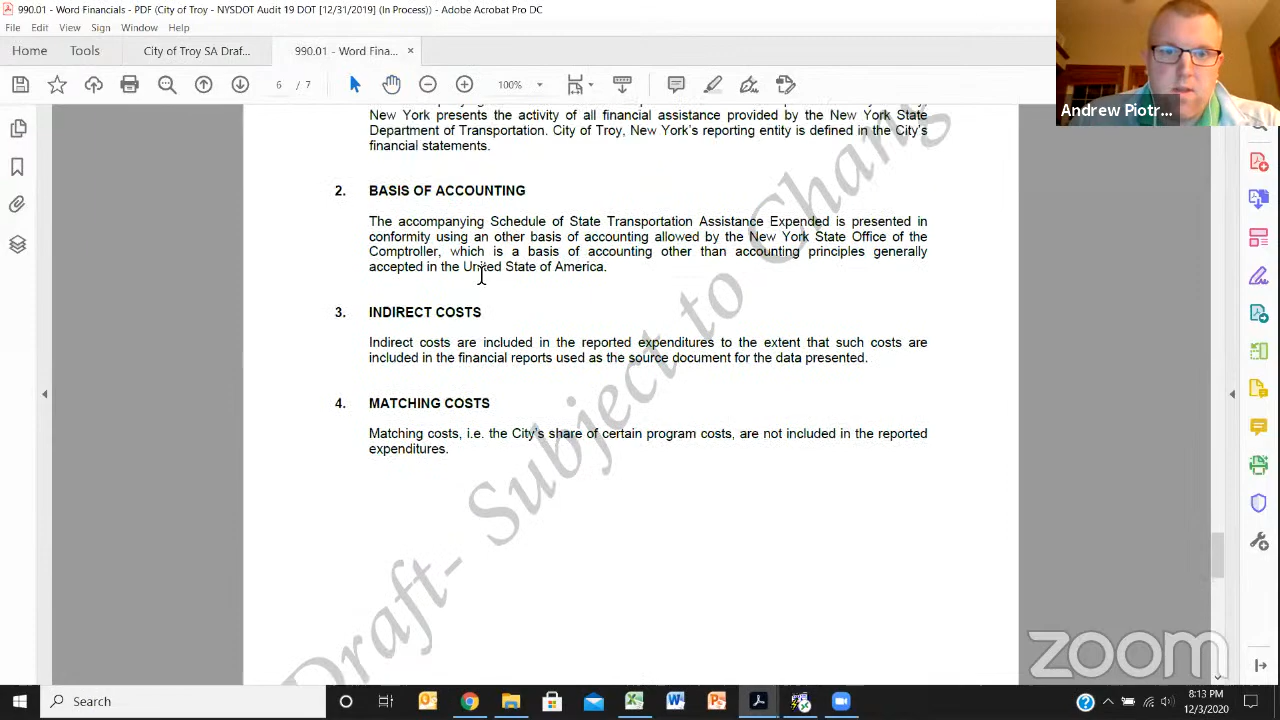 990.01 - Word Financials - PDF (City of Troy - NYSDOT Audit 19 DOT [12/31/2019] (In Process)) - Adobe Acrobat Pro DC
File Edit View Sign Window Help
Home Tools City of Troy SA Draf... 990.01 - Word Fina... ×
6 / 7 100%
Andrew Piotr...
New York presents the activity of all financial assistance provided by the New York State
Department of Transportation. City of Troy, New York's reporting entity is defined in the City's
financial statements.
2. BASIS OF ACCOUNTING
The accompanying Schedule of State Transportation Assistance Expended is presented in
conformity using an other basis of accounting allowed by the New York State Office of the
Comptroller, which is a basis of accounting other than accounting principles generally
accepted in the United State of America.
3. INDIRECT COSTS
Indirect costs are included in the reported expenditures to the extent that such costs are
included in the financial reports used as the source document for the data presented.
4. MATCHING COSTS
Matching costs, i.e. the City's share of certain program costs, are not included in the reported
expenditures.
Draft- Subject to Chang
zoom
Search
8:13 PM
12/3/2020